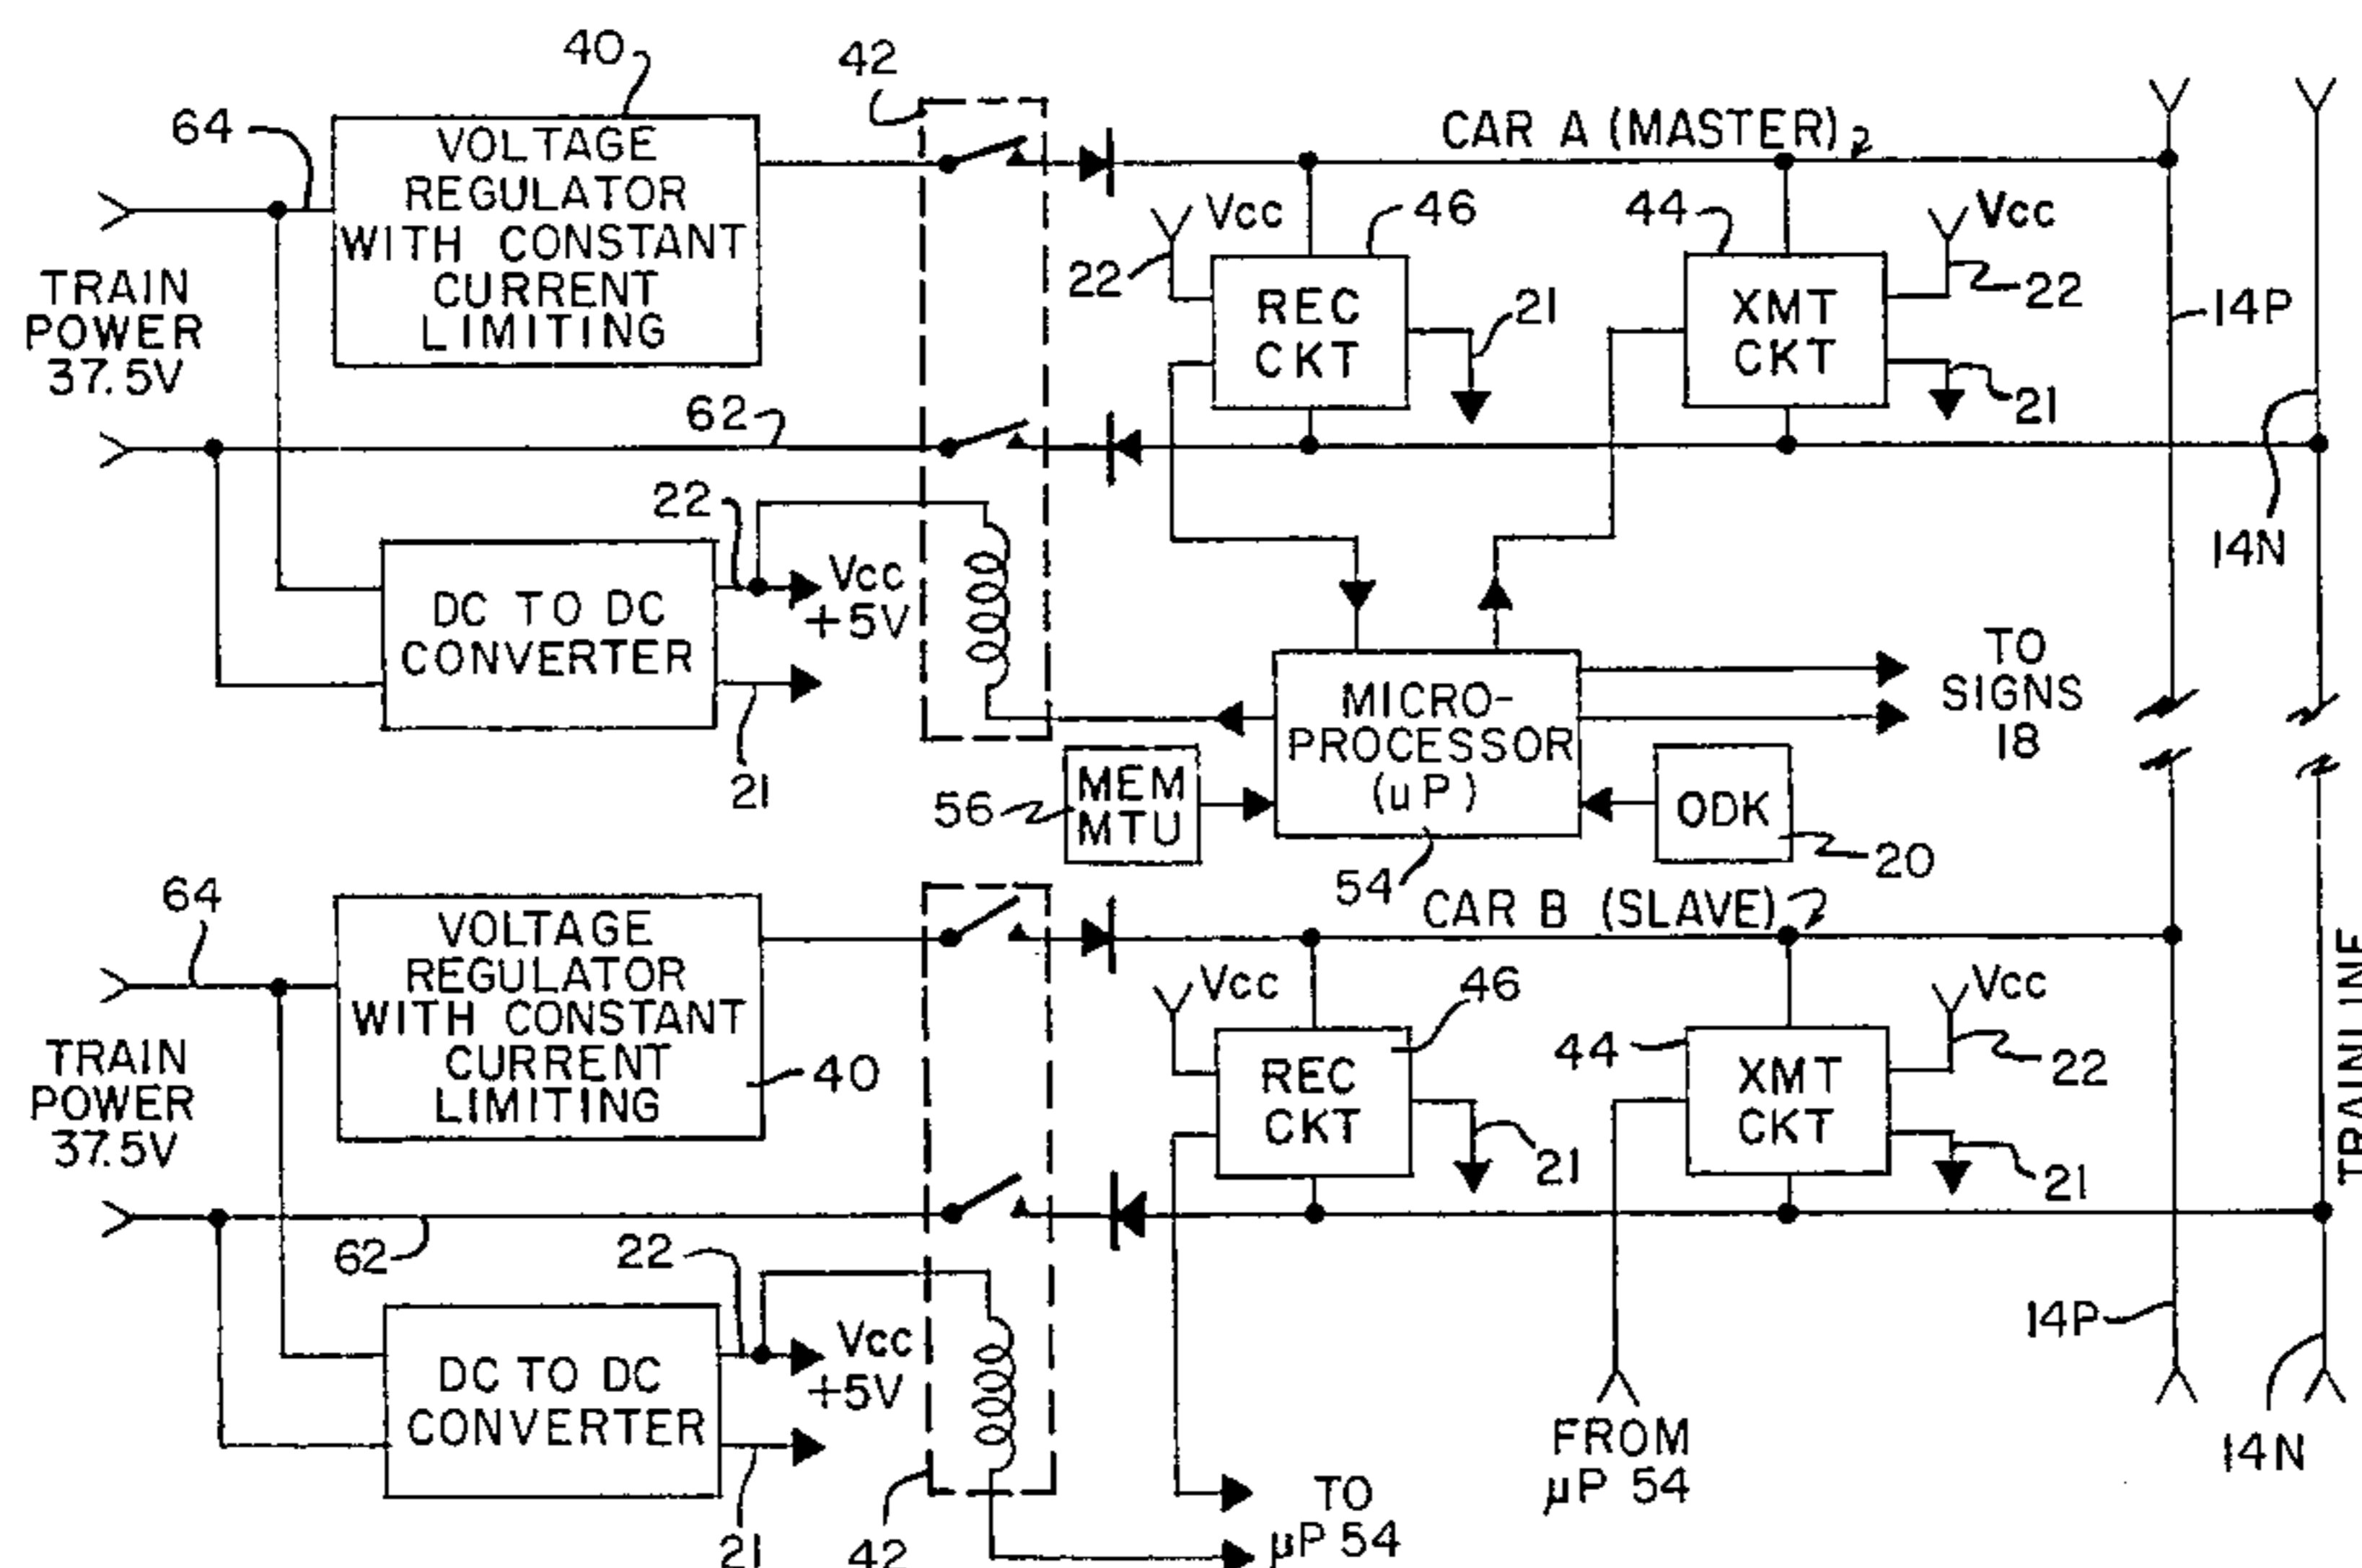 40
42
64
VOLTAGE
REGULATOR
WITH CONSTANT
CURRENT
LIMITING
TRAIN
POWER
37.5V
CAR A (MASTER)
Vcc
46
44
Vcc
22
REC
CKT
21
XMT
CKT
22
21
14P
14N
62
22
DC TO DC
CONVERTER
Vcc
+5V
21
MICRO-
PROCESSOR
(uP)
TO
SIGNS
18
56
MEM
MTU
ODK
54
20
64
VOLTAGE
REGULATOR
WITH CONSTANT
CURRENT
LIMITING
40
TRAIN
POWER
37.5V
CAR B (SLAVE)
Vcc
46
44
Vcc
REC
CKT
21
XMT
CKT
22
21
TRAINLINE
62
22
DC TO DC
CONVERTER
Vcc
+5V
21
42
TO
µP 54
FROM
µP 54
14P
14N